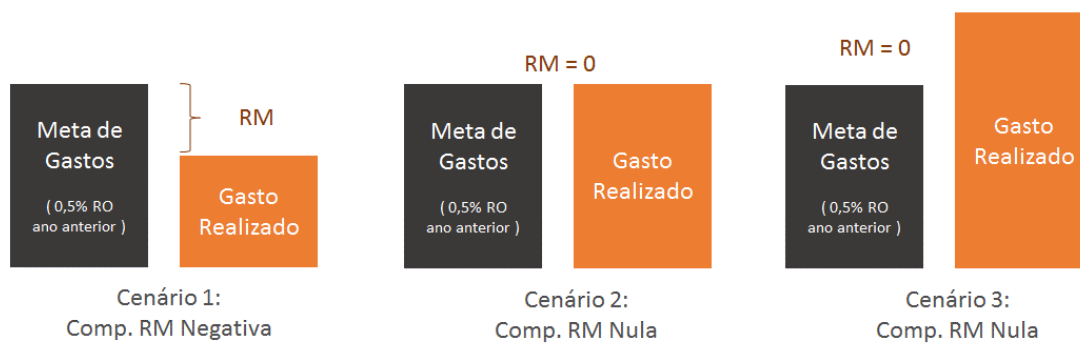 Meta de
Gastos
( 0,5% RO
ano anterior )
RM
Gasto
Realizado
Cenário 1:
Comp. RM Negativa
RM = 0
Meta de
Gastos
( 0,5% RO
ano anterior )
Gasto
Realizado
Cenário 2:
Comp. RM Nula
RM = 0
Meta de
Gastos
( 0,5% RO
ano anterior )
Gasto
Realizado
Cenário 3:
Comp. RM Nula